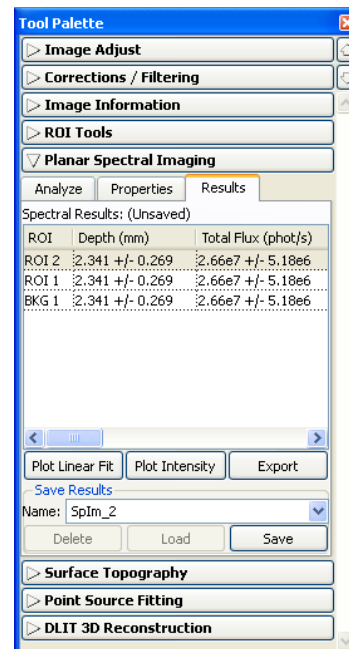 Tool Palette
Image Adjust
Corrections / Filtering
Image Information
ROI Tools
Planar Spectral Imaging
Analyze Properties Results
Spectral Results: (Unsaved)
ROI Depth (mm) Total Flux (phot/s)
ROI 2 2.341 +/- 0.269 2.66e7 +/- 5.18e6
ROI 1 2.341 +/- 0.269 2.66e7 +/- 5.18e6
BKG 1 2.341 +/- 0.269 2.66e7 +/- 5.18e6
Plot Linear Fit Plot Intensity Export
Save Results
Name: SpIm_2
Delete Load Save
Surface Topography
Point Source Fitting
DLIT 3D Reconstruction